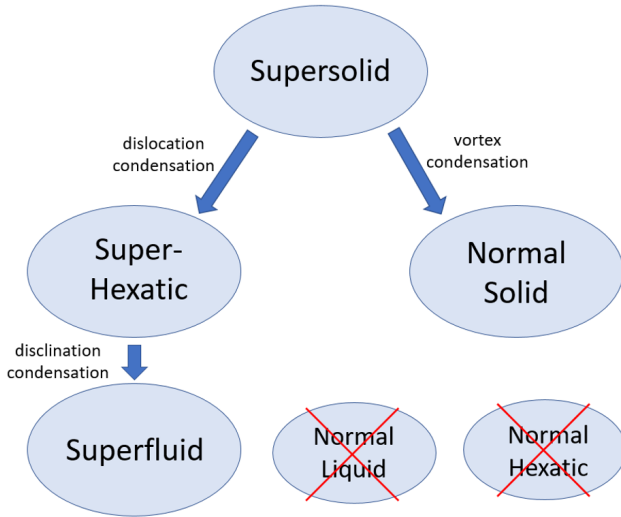 Supersolid
dislocation
condensation
vortex
condensation
Super-
Hexatic
Normal
Solid
disclination
condensation
Superfluid
Normal
Liquid
Normal
Hexatic